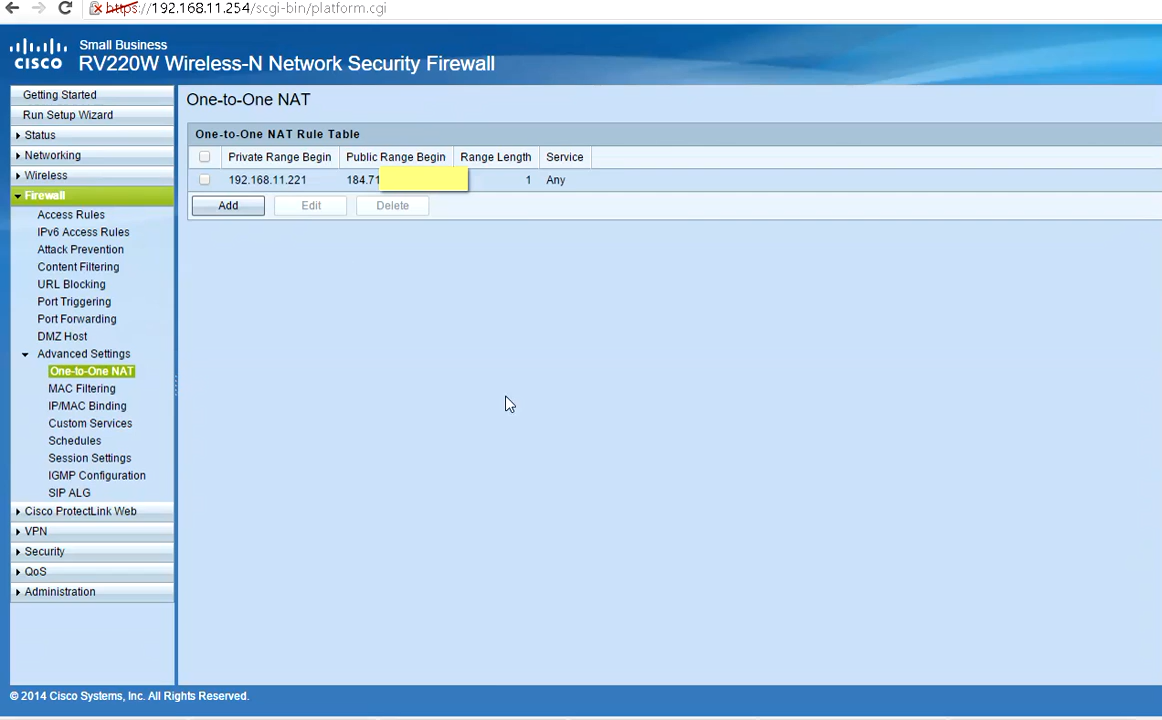 https://192.168.11.254/scgi-bin/platform.cgi
Small Business
CISCO
RV220W Wireless-N Network Security Firewall
Getting Started
Run Setup Wizard
Status
Networking
Wireless
Firewall
Access Rules
IPv6 Access Rules
Attack Prevention
Content Filtering
URL Blocking
Port Triggering
Port Forwarding
DMZ Host
Advanced Settings
One-to-One NAT
MAC Filtering
IP/MAC Binding
Custom Services
Schedules
Session Settings
IGMP Configuration
SIP ALG
Cisco ProtectLink Web
VPN
Security
QoS
Administration
One-to-One NAT
One-to-One NAT Rule Table
Private Range Begin Public Range Begin Range Length Service
192.168.11.221 184.71 1 Any
Add Edit Delete
© 2014 Cisco Systems, Inc. All Rights Reserved.